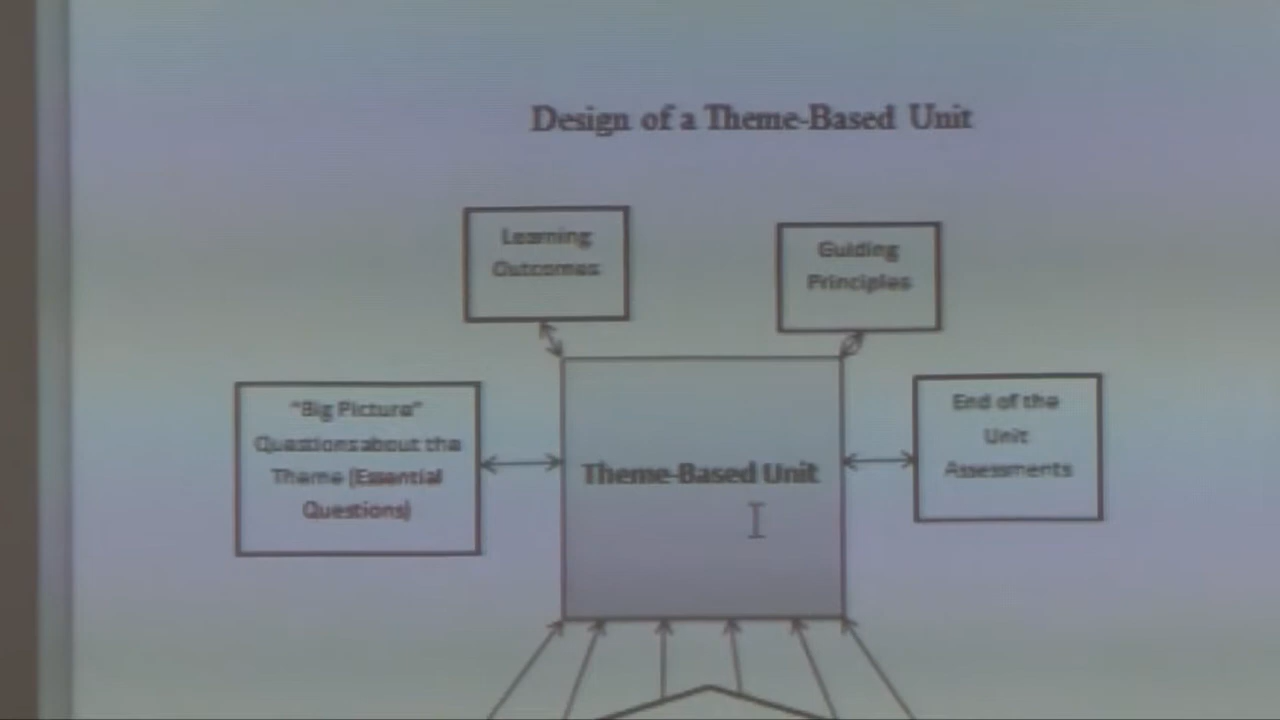 Design of a Theme-Based Unit
Learning
Outcomes
Guiding
Principles
"Big Picture"
Questions about the
Theme (Essential
Questions)
Theme-Based Unit
End of the
Unit
Assessments